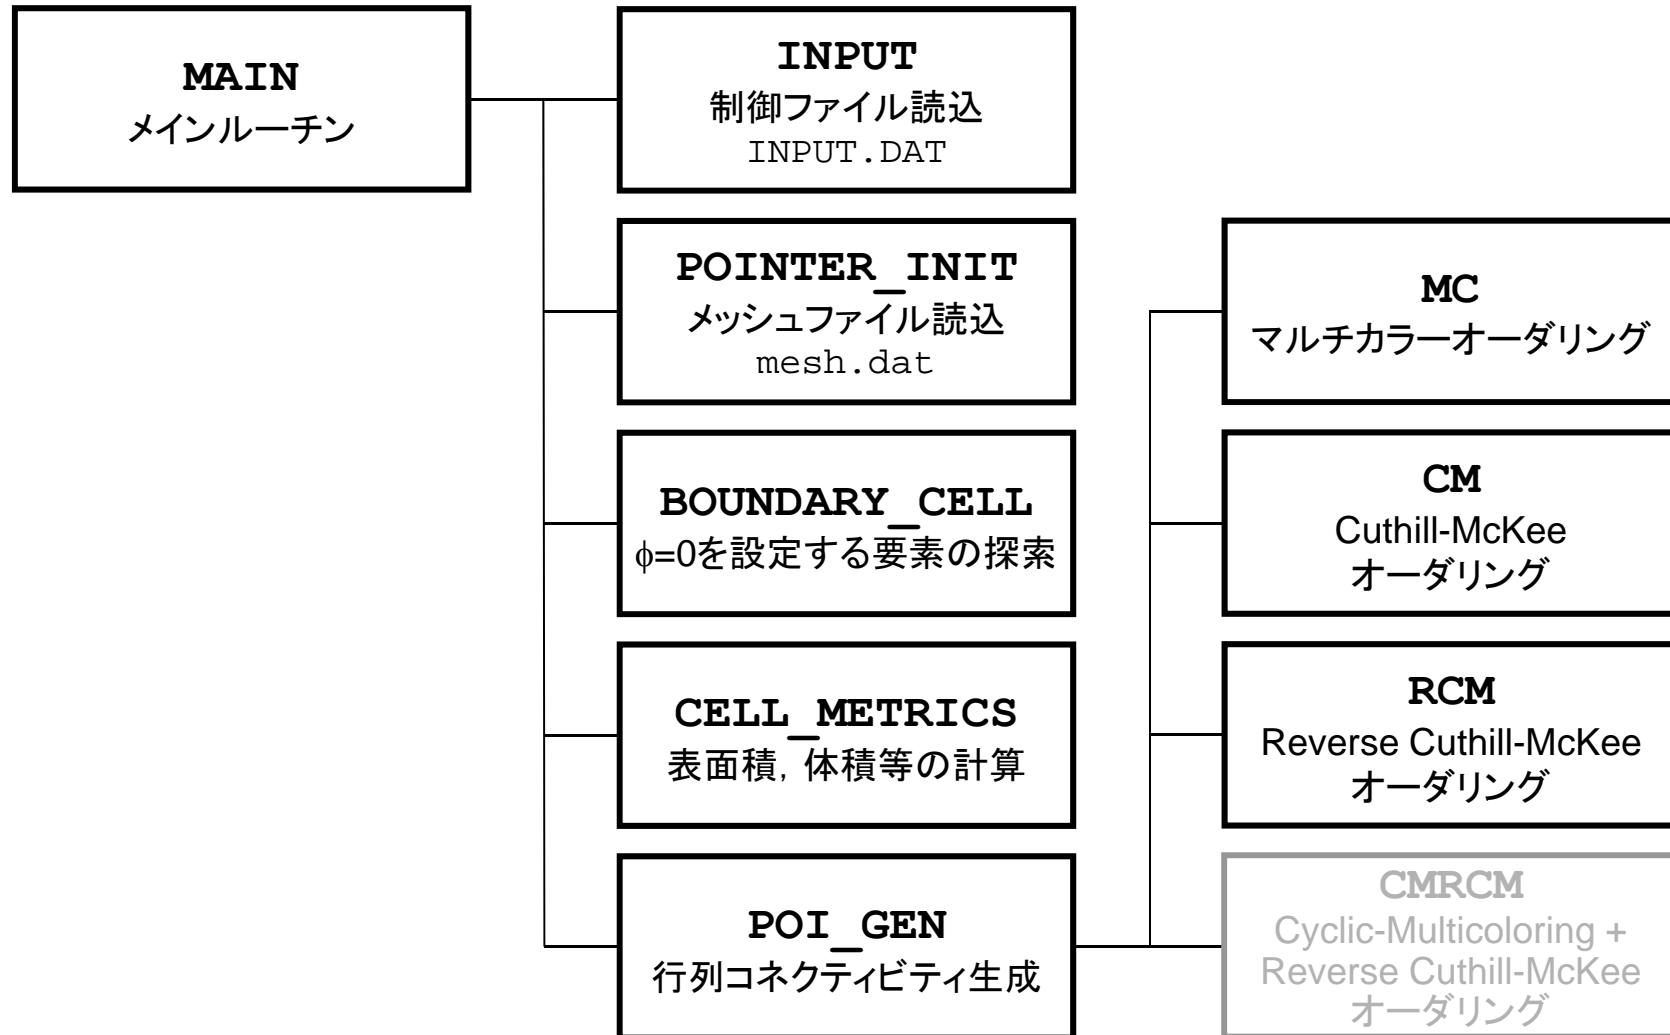 MAIN
メインルーチン
INPUT
制御ファイル読込
INPUT.DAT
POINTER_INIT
メッシュファイル読込
mesh.dat
BOUNDARY_CELL
φ=0を設定する要素の探索
CELL_METRICS
表面積，体積等の計算
POI_GEN
行列コネクティビティ生成
MC
マルチカラーオーダリング
CM
Cuthill-McKee
オーダリング
RCM
Reverse Cuthill-McKee
オーダリング
CMRCM
Cyclic-Multicoloring +
Reverse Cuthill-McKee
オーダリング